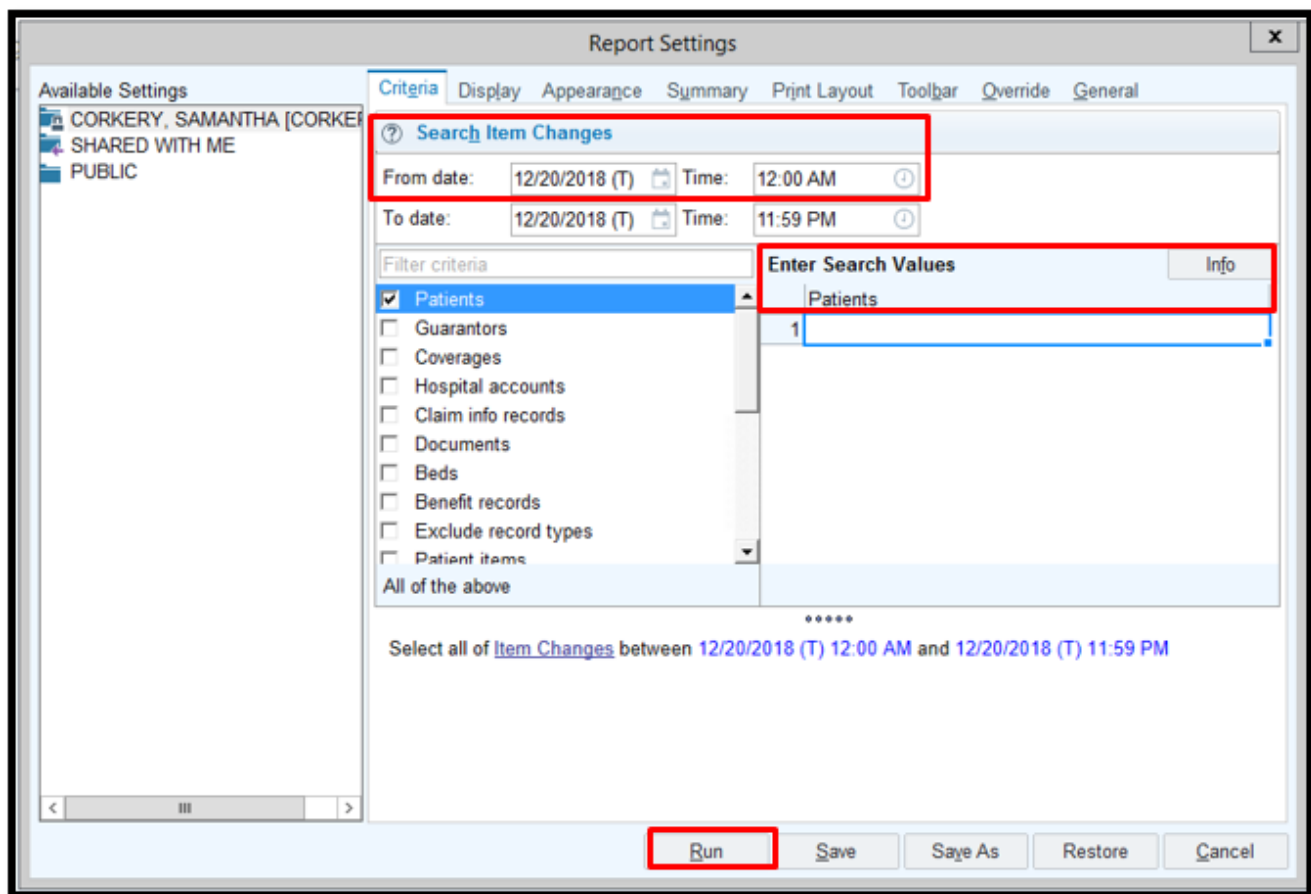 Report Settings
x
Available Settings
CORKERY, SAMANTHA [CORKEF
SHARED WITH ME
PUBLIC
Criteria Display Appearance Summary Print Layout Toolbar Override General
Search Item Changes
From date: 12/20/2018 (T) Time: 12:00 AM
To date: 12/20/2018 (T) Time: 11:59 PM
Filter criteria
Patients
Guarantors
Coverages
Hospital accounts
Claim info records
Documents
Beds
Benefit records
Exclude record types
Patient items
All of the above
Enter Search Values Info
Patients
1
Select all of Item Changes between 12/20/2018 (T) 12:00 AM and 12/20/2018 (T) 11:59 PM
Run Save Save As Restore Cancel